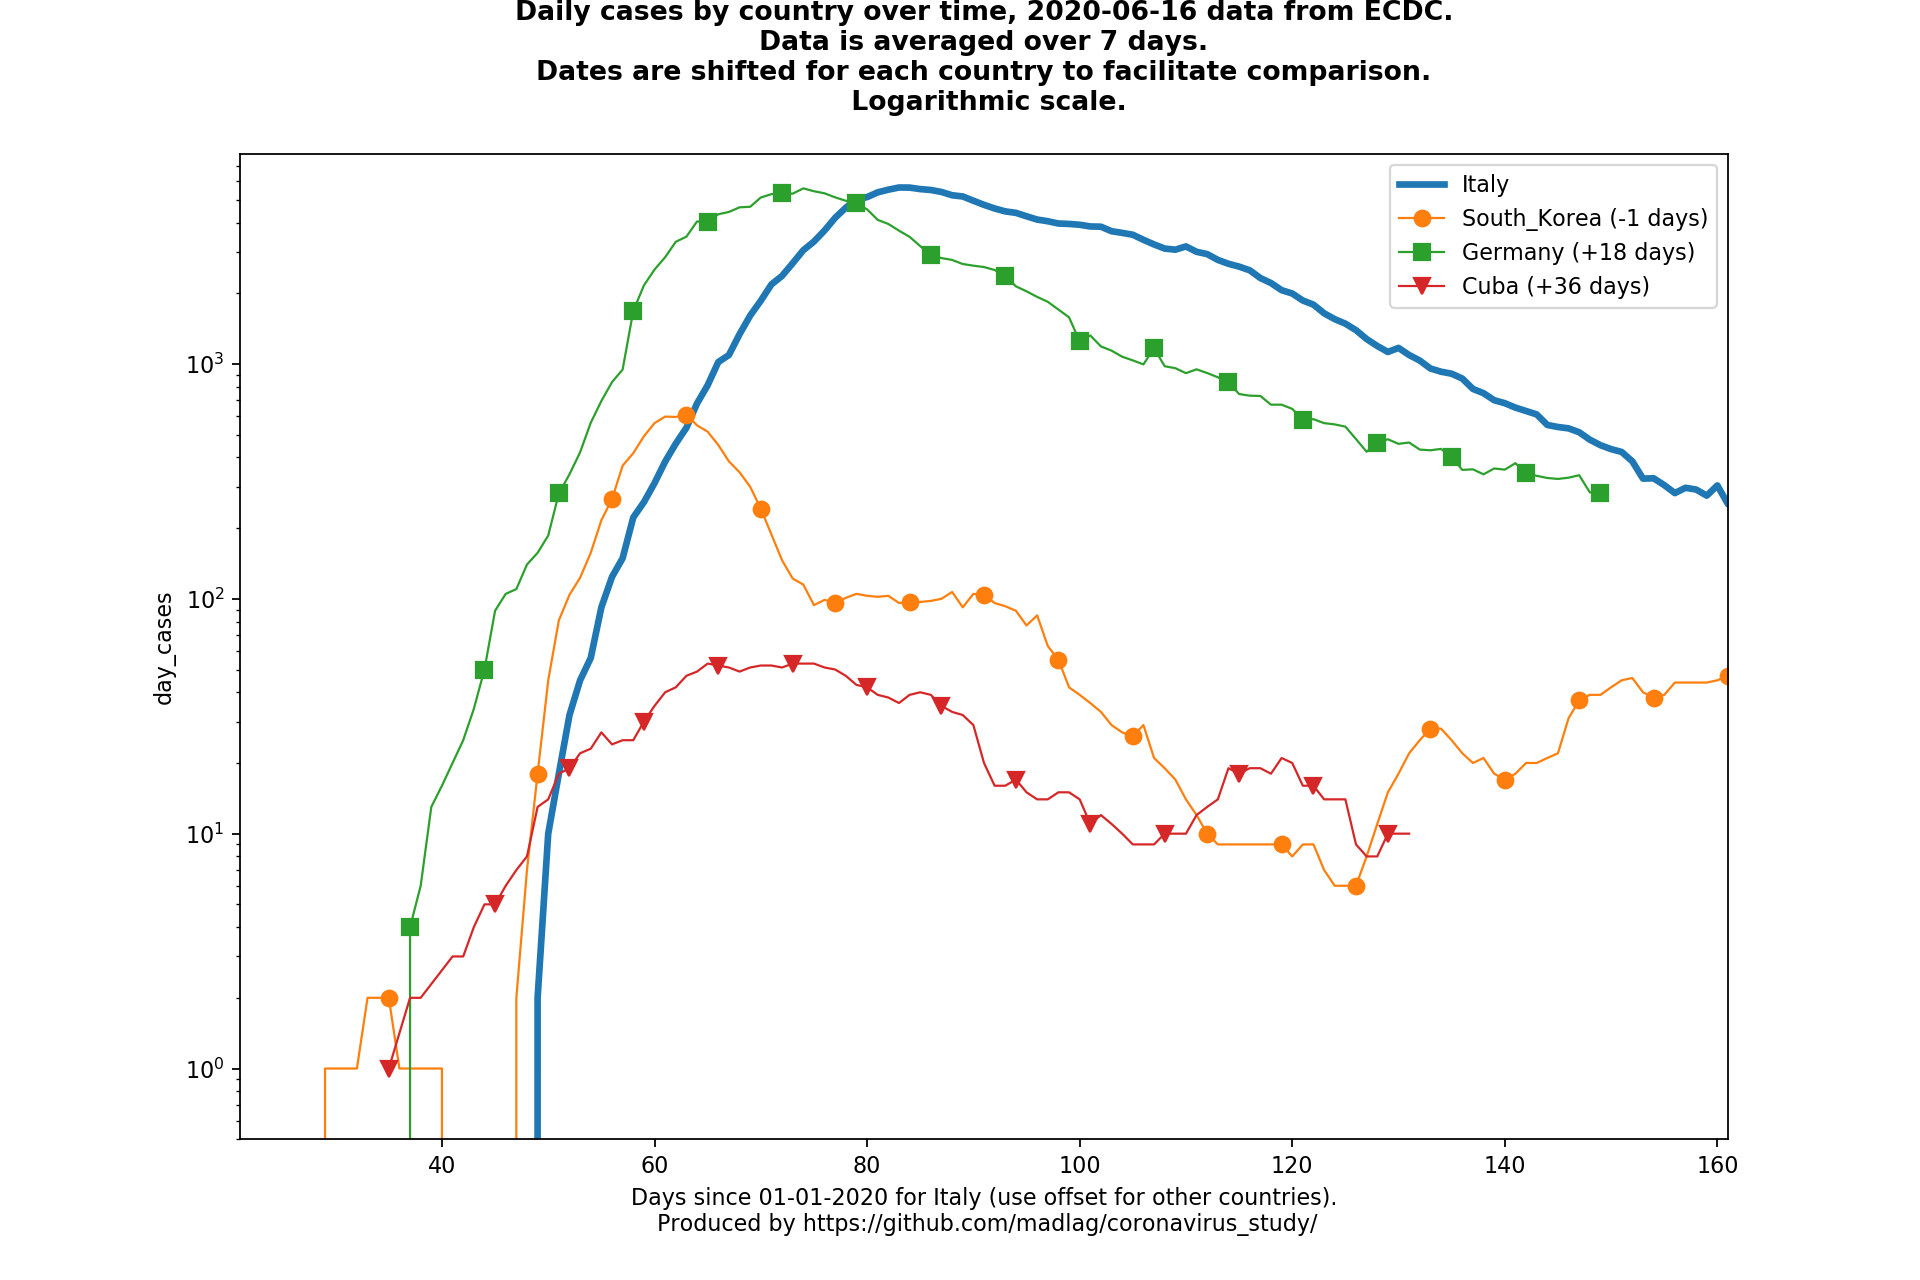 Daily cases by country over time, 2020-06-16 data from ECDC.
Data is averaged over 7 days.
Dates are shifted for each country to facilitate comparison.
Logarithmic scale.
Italy
South_Korea (-1 days)
Germany (+18 days)
Cuba (+36 days)
10³
10²
10¹
10⁰
day_cases
40 60 80 100 120 140 160
Days since 01-01-2020 for Italy (use offset for other countries).
Produced by https://github.com/madlag/coronavirus_study/